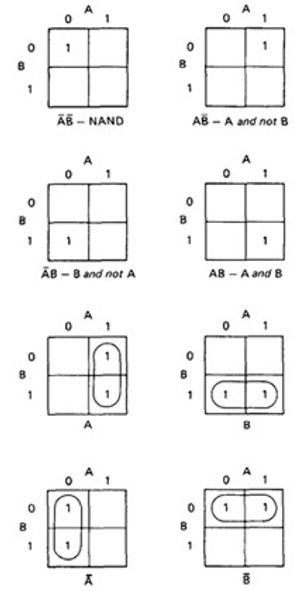 A A
0 1 0 1
0 1 0 1
B B
1 1
A̅B̅ – NAND AB̅ – A and not B
A A
0 1 0 1
0 0
B B
1 1 1 1
A̅B – B and not A AB – A and B
A A
0 1 0 1
0 1 0
B B
1 1 1 1 1
A B
A A
0 1 0 1
0 1 0 1 1
B B
1 1 1
A̅ B̅